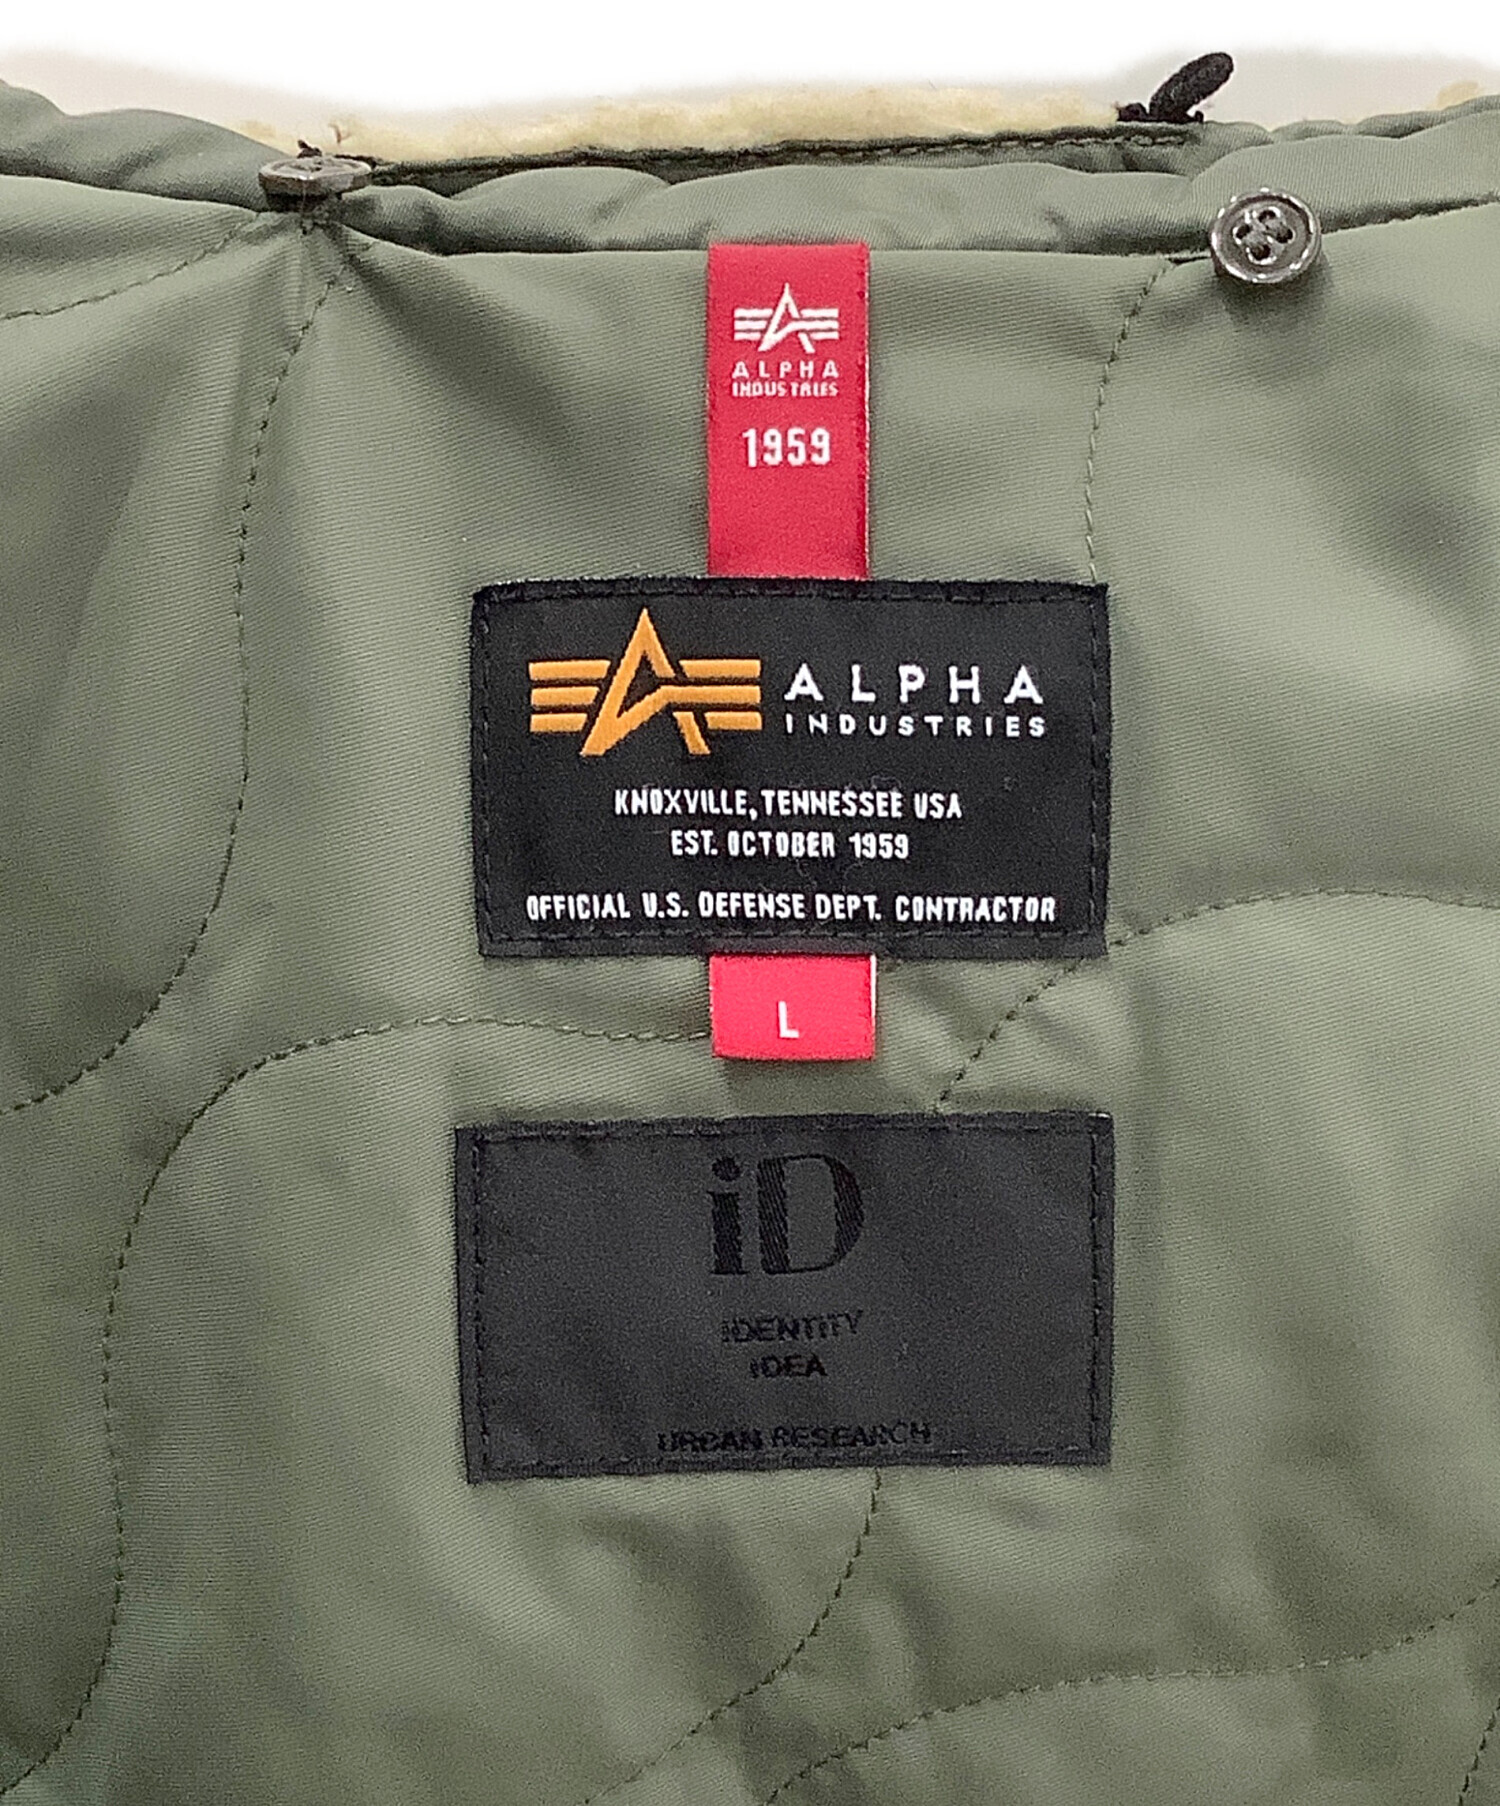 ALPHA
INDUSTRIES
1959
ALPHA
INDUSTRIES
KNOXVILLE, TENNESSEE USA
EST. OCTOBER 1959
OFFICIAL U.S. DEFENSE DEPT. CONTRACTOR
L
iD
iDENTiTY
iDEA
URBAN RESEARCH